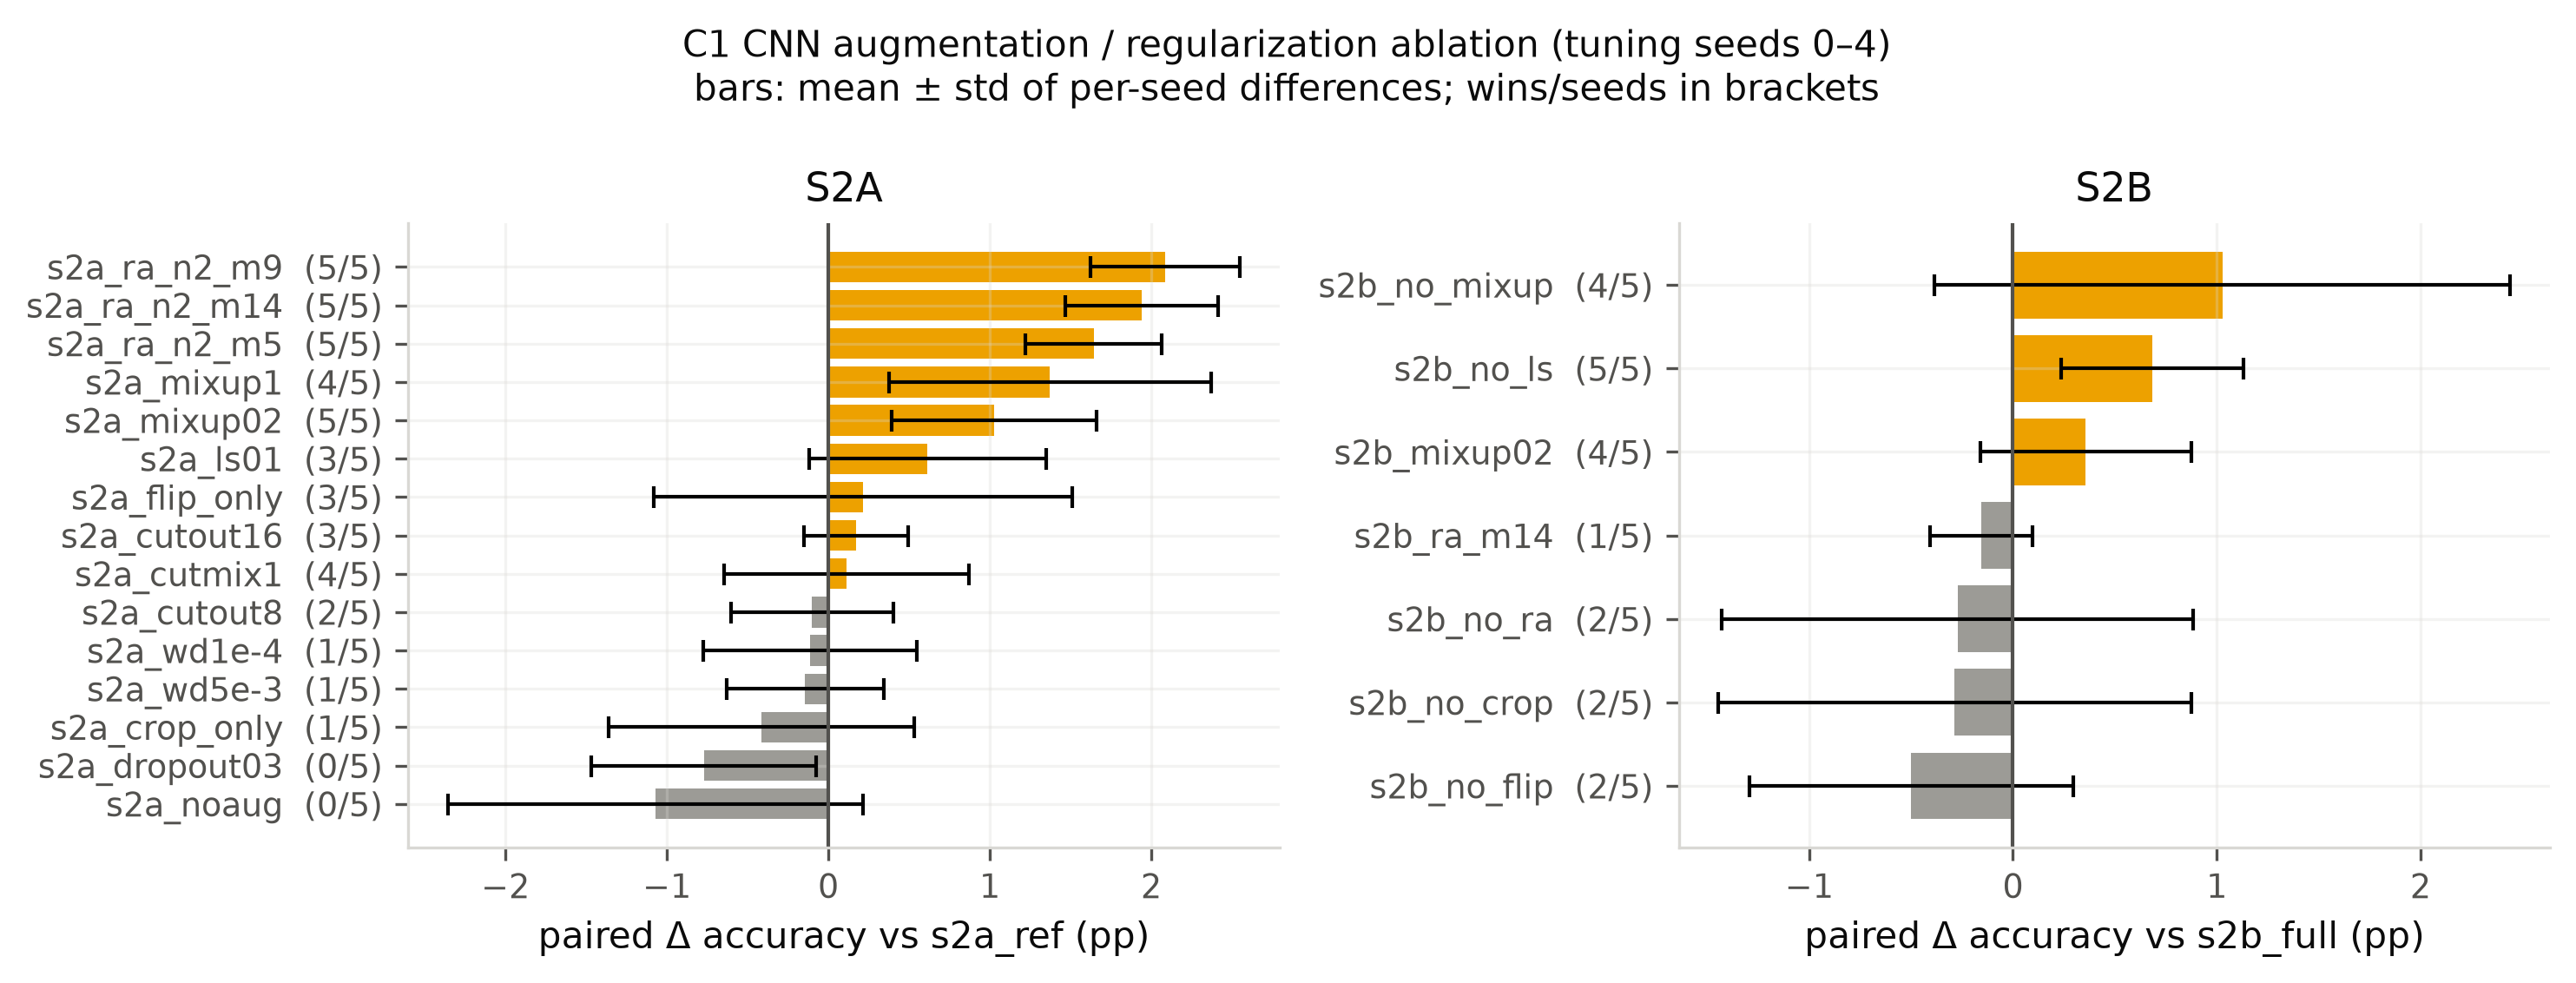 C1 CNN augmentation / regularization ablation (tuning seeds 0–4)
bars: mean ± std of per-seed differences; wins/seeds in brackets
S2A
s2a_ra_n2_m9 (5/5)
s2a_ra_n2_m14 (5/5)
s2a_ra_n2_m5 (5/5)
s2a_mixup1 (4/5)
s2a_mixup02 (5/5)
s2a_ls01 (3/5)
s2a_flip_only (3/5)
s2a_cutout16 (3/5)
s2a_cutmix1 (4/5)
s2a_cutout8 (2/5)
s2a_wd1e-4 (1/5)
s2a_wd5e-3 (1/5)
s2a_crop_only (1/5)
s2a_dropout03 (0/5)
s2a_noaug (0/5)
−2 −1 0 1 2
paired Δ accuracy vs s2a_ref (pp)
S2B
s2b_no_mixup (4/5)
s2b_no_ls (5/5)
s2b_mixup02 (4/5)
s2b_ra_m14 (1/5)
s2b_no_ra (2/5)
s2b_no_crop (2/5)
s2b_no_flip (2/5)
−1 0 1 2
paired Δ accuracy vs s2b_full (pp)